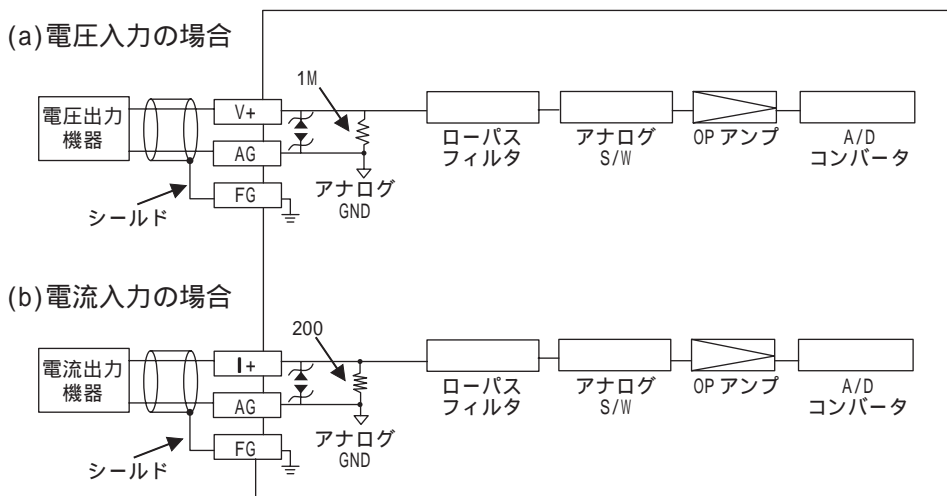 (a)電圧入力の場合
電圧出力
機器
V+
AG
FG
シールド
1M
アナログ
GND
ローパス
フィルタ
アナログ
S/W
OPアンプ
A/D
コンバータ
(b)電流入力の場合
電流出力
機器
I+
AG
FG
シールド
200
アナログ
GND
ローパス
フィルタ
アナログ
S/W
OPアンプ
A/D
コンバータ